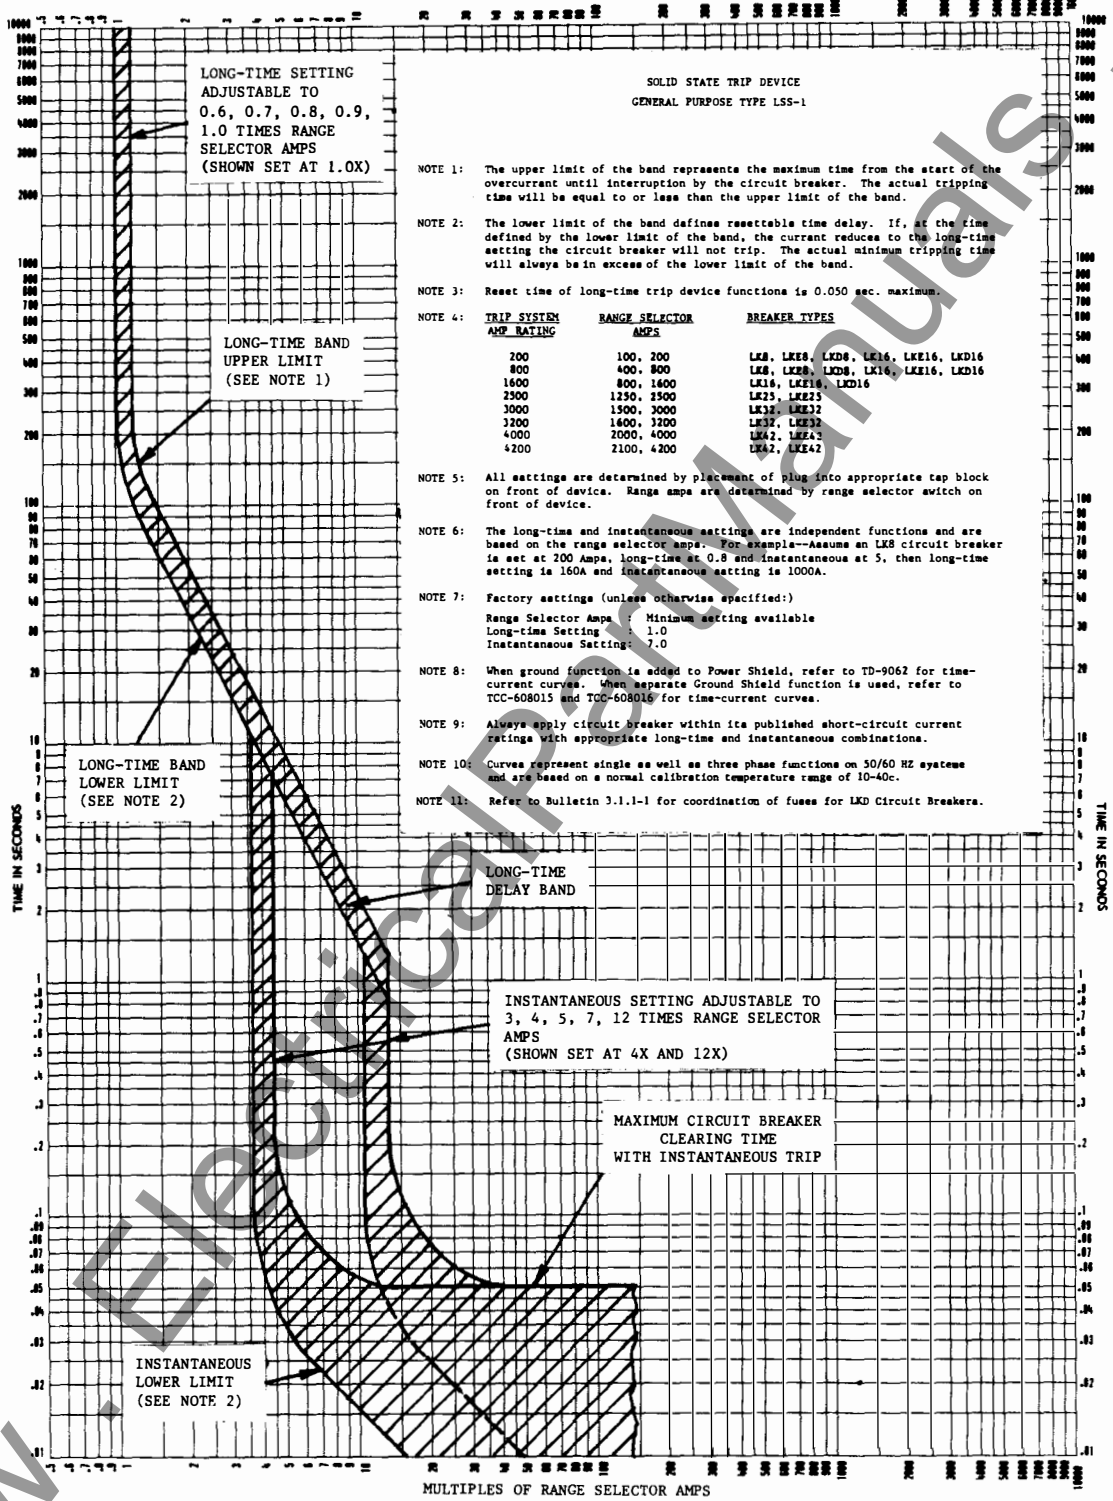 LONG-TIME SETTING
ADJUSTABLE TO
0.6, 0.7, 0.8, 0.9,
1.0 TIMES RANGE
SELECTOR AMPS
(SHOWN SET AT 1.0X)
SOLID STATE TRIP DEVICE
GENERAL PURPOSE TYPE LSS-1
NOTE 1: The upper limit of the band represents the maximum time from the start of the
overcurrant until interruption by the circuit breaker. The actual tripping
time will be equal to or less than the upper limit of the band.
NOTE 2: The lower limit of the band defines resettable time delay. If, at the time
defined by the lower limit of the band, the current reduces to the long-time
setting the circuit breaker will not trip. The actual minimum tripping time
will always be in excess of the lower limit of the band.
NOTE 3: Reset time of long-time trip device functions is 0.050 sec. maximum.
NOTE 4: TRIP SYSTEM RANGE SELECTOR BREAKER TYPES
AMP RATING AMPS
200 100, 200 LK8, LKE8, LKD8, LK16, LKE16, LKD16
800 400, 800 LK8, LKE8, LKD8, LK16, LKE16, LKD16
1600 800, 1600 LK16, LKE16, LKD16
2500 1250, 2500 LK25, LKE25
3000 1500, 3000 LK32, LKE32
3200 1600, 3200 LK32, LKE32
4000 2000, 4000 LK42, LKE42
4200 2100, 4200 LK42, LKE42
NOTE 5: All settings are determined by placement of plug into appropriate tap block
on front of device. Range amps are determined by range selector switch on
front of device.
NOTE 6: The long-time and instantaneous settings are independent functions and are
based on the range selector amps. For example--Assume an LK8 circuit breaker
is set at 200 Amps, long-time at 0.8 and instantaneous at 5, then long-time
setting is 160A and instantaneous setting is 1000A.
NOTE 7: Factory settings (unless otherwise specified:)
Range Selector Amps : Minimum setting available
Long-time Setting : 1.0
Instantaneous Setting: 7.0
NOTE 8: When ground function is added to Power Shield, refer to TD-9062 for time-
current curves. When separate Ground Shield function is used, refer to
TCC-608015 and TCC-608016 for time-current curves.
NOTE 9: Always apply circuit breaker within its published short-circuit current
ratings with appropriate long-time and instantaneous combinations.
NOTE 10: Curves represent single as well as three phase functions on 50/60 HZ systems
and are based on a normal calibration temperature range of 10-40c.
NOTE 11: Refer to Bulletin 3.1.1-1 for coordination of fuses for LKD Circuit Breakers.
LONG-TIME BAND
UPPER LIMIT
(SEE NOTE 1)
LONG-TIME BAND
LOWER LIMIT
(SEE NOTE 2)
LONG-TIME
DELAY BAND
INSTANTANEOUS SETTING ADJUSTABLE TO
3, 4, 5, 7, 12 TIMES RANGE SELECTOR
AMPS
(SHOWN SET AT 4X AND 12X)
MAXIMUM CIRCUIT BREAKER
CLEARING TIME
WITH INSTANTANEOUS TRIP
INSTANTANEOUS
LOWER LIMIT
(SEE NOTE 2)
TIME IN SECONDS
TIME IN SECONDS
MULTIPLES OF RANGE SELECTOR AMPS
www.ElectricalPartManuals